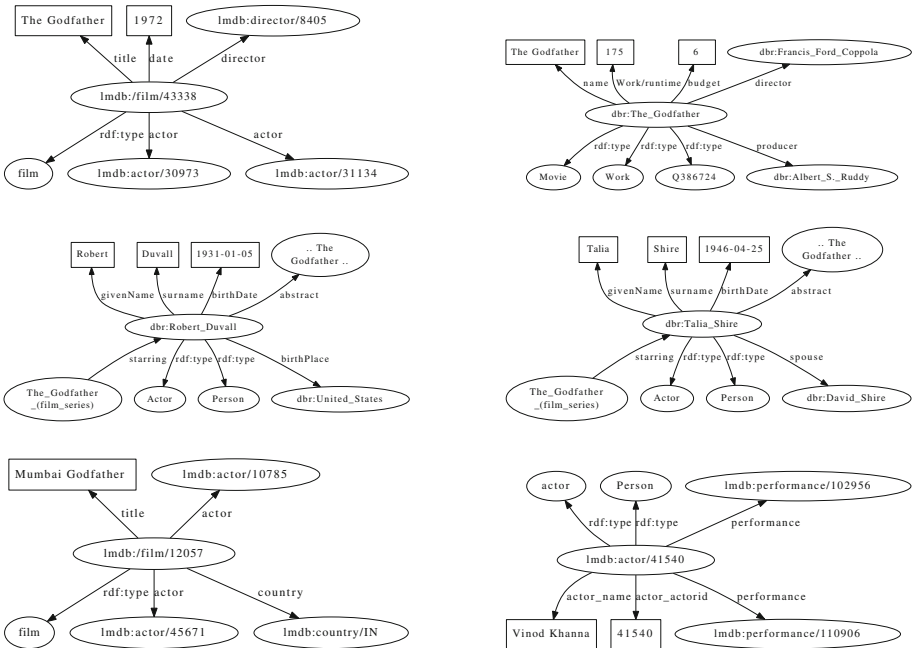 The Godfather
1972
lmdb:director/8405
title
date
director
lmdb:/film/43338
rdf:type
actor
actor
film
lmdb:actor/30973
lmdb:actor/31134
The Godfather
175
6
dbr:Francis_Ford_Coppola
name
Work/runtime
budget
director
dbr:The_Godfather
rdf:type
rdf:type
rdf:type
producer
Movie
Work
Q386724
dbr:Albert_S._Ruddy
Robert
Duvall
1931-01-05
.. The
Godfather ..
givenName
surname
birthDate
abstract
dbr:Robert_Duvall
starring
rdf:type
rdf:type
birthPlace
The_Godfather
_(film_series)
Actor
Person
dbr:United_States
Talia
Shire
1946-04-25
.. The
Godfather ..
givenName
surname
birthDate
abstract
dbr:Talia_Shire
starring
rdf:type
rdf:type
spouse
The_Godfather
_(film_series)
Actor
Person
dbr:David_Shire
Mumbai Godfather
lmdb:actor/10785
title
actor
lmdb:/film/12057
rdf:type
actor
country
film
lmdb:actor/45671
lmdb:country/IN
actor
Person
lmdb:performance/102956
rdf:type
rdf:type
performance
lmdb:actor/41540
actor_name
actor_actorid
performance
Vinod Khanna
41540
lmdb:performance/110906